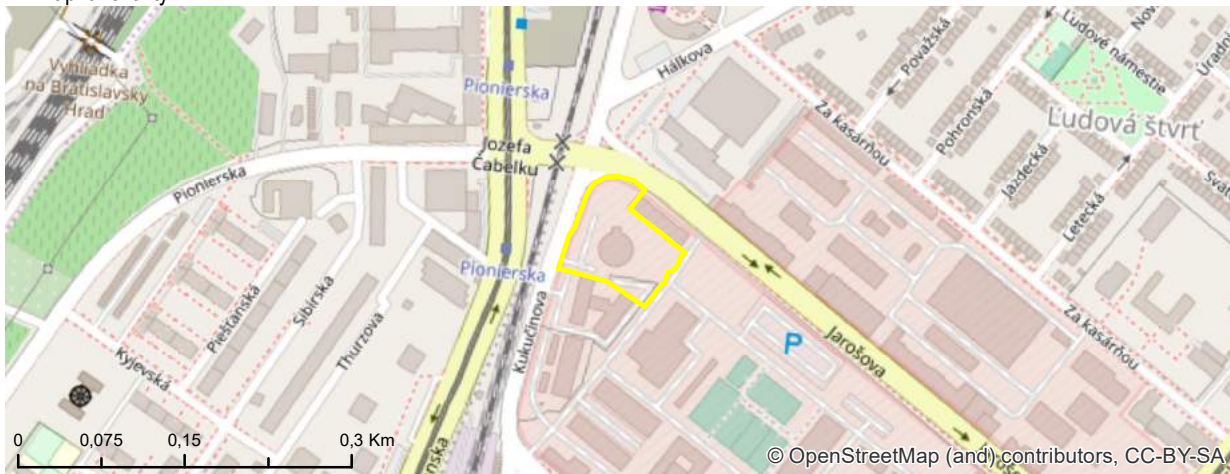 Vyhliadka
na Bratislavský
Hrad
Pionierska
Pionierska
Jozefa
Čabelku
Hálkova
Považská
Pohronská
Ľudové námestie
Za kasárňou
Ľudová štvrť
Jazdecká
Letecká
Pionierska
Piešťanská
Sibírska
Thurzova
Kyjevská
Kukučínova
P
Jarošova
Za kasárňou
nska
0
0,075
0,15
0,3 Km
© OpenStreetMap (and) contributors, CC-BY-SA